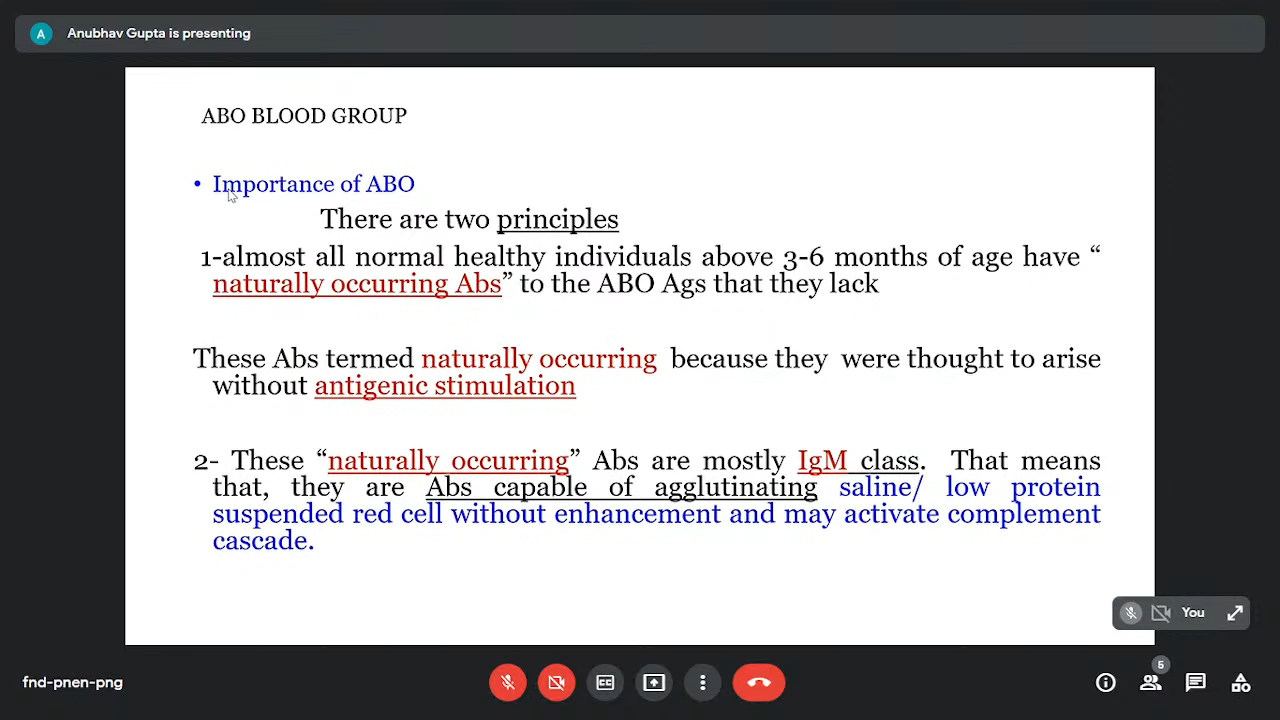 A
Anubhav Gupta is presenting
ABO BLOOD GROUP
• Importance of ABO
There are two principles
1-almost all normal healthy individuals above 3-6 months of age have “
naturally occurring Abs” to the ABO Ags that they lack
These Abs termed naturally occurring because they were thought to arise
without antigenic stimulation
2- These “naturally occurring” Abs are mostly IgM class. That means
that, they are Abs capable of agglutinating saline/ low protein
suspended red cell without enhancement and may activate complement
cascade.
You
fnd-pnen-png
CC
5